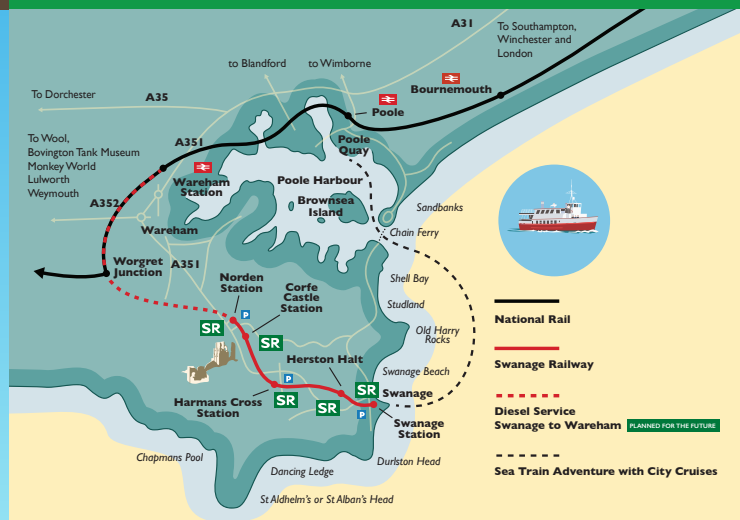 A31
To Southampton,
Winchester and
London
to Blandford
to Wimborne
Bournemouth
To Dorchester
A35
Poole
To Wool,
Bovington Tank Museum
Monkey World
Lulworth
Weymouth
A351
Poole
Quay
Wareham
Station
Poole Harbour
Brownsea
Island
A352
Sandbanks
Wareham
Chain Ferry
Worgret
Junction
A351
Norden
Station
Corfe
Castle
Station
Shell Bay
Studland
P
SR
Old Harry
Rocks
SR
Herston Halt
Swanage Beach
P
SR
Swanage
Harmans Cross
Station
SR
SR
P
Swanage
Station
Chapmans Pool
Durlston Head
Dancing Ledge
St Aldhelm's or St Alban's Head
National Rail
Swanage Railway
Diesel Service
Swanage to Wareham PLANNED FOR THE FUTURE
Sea Train Adventure with City Cruises